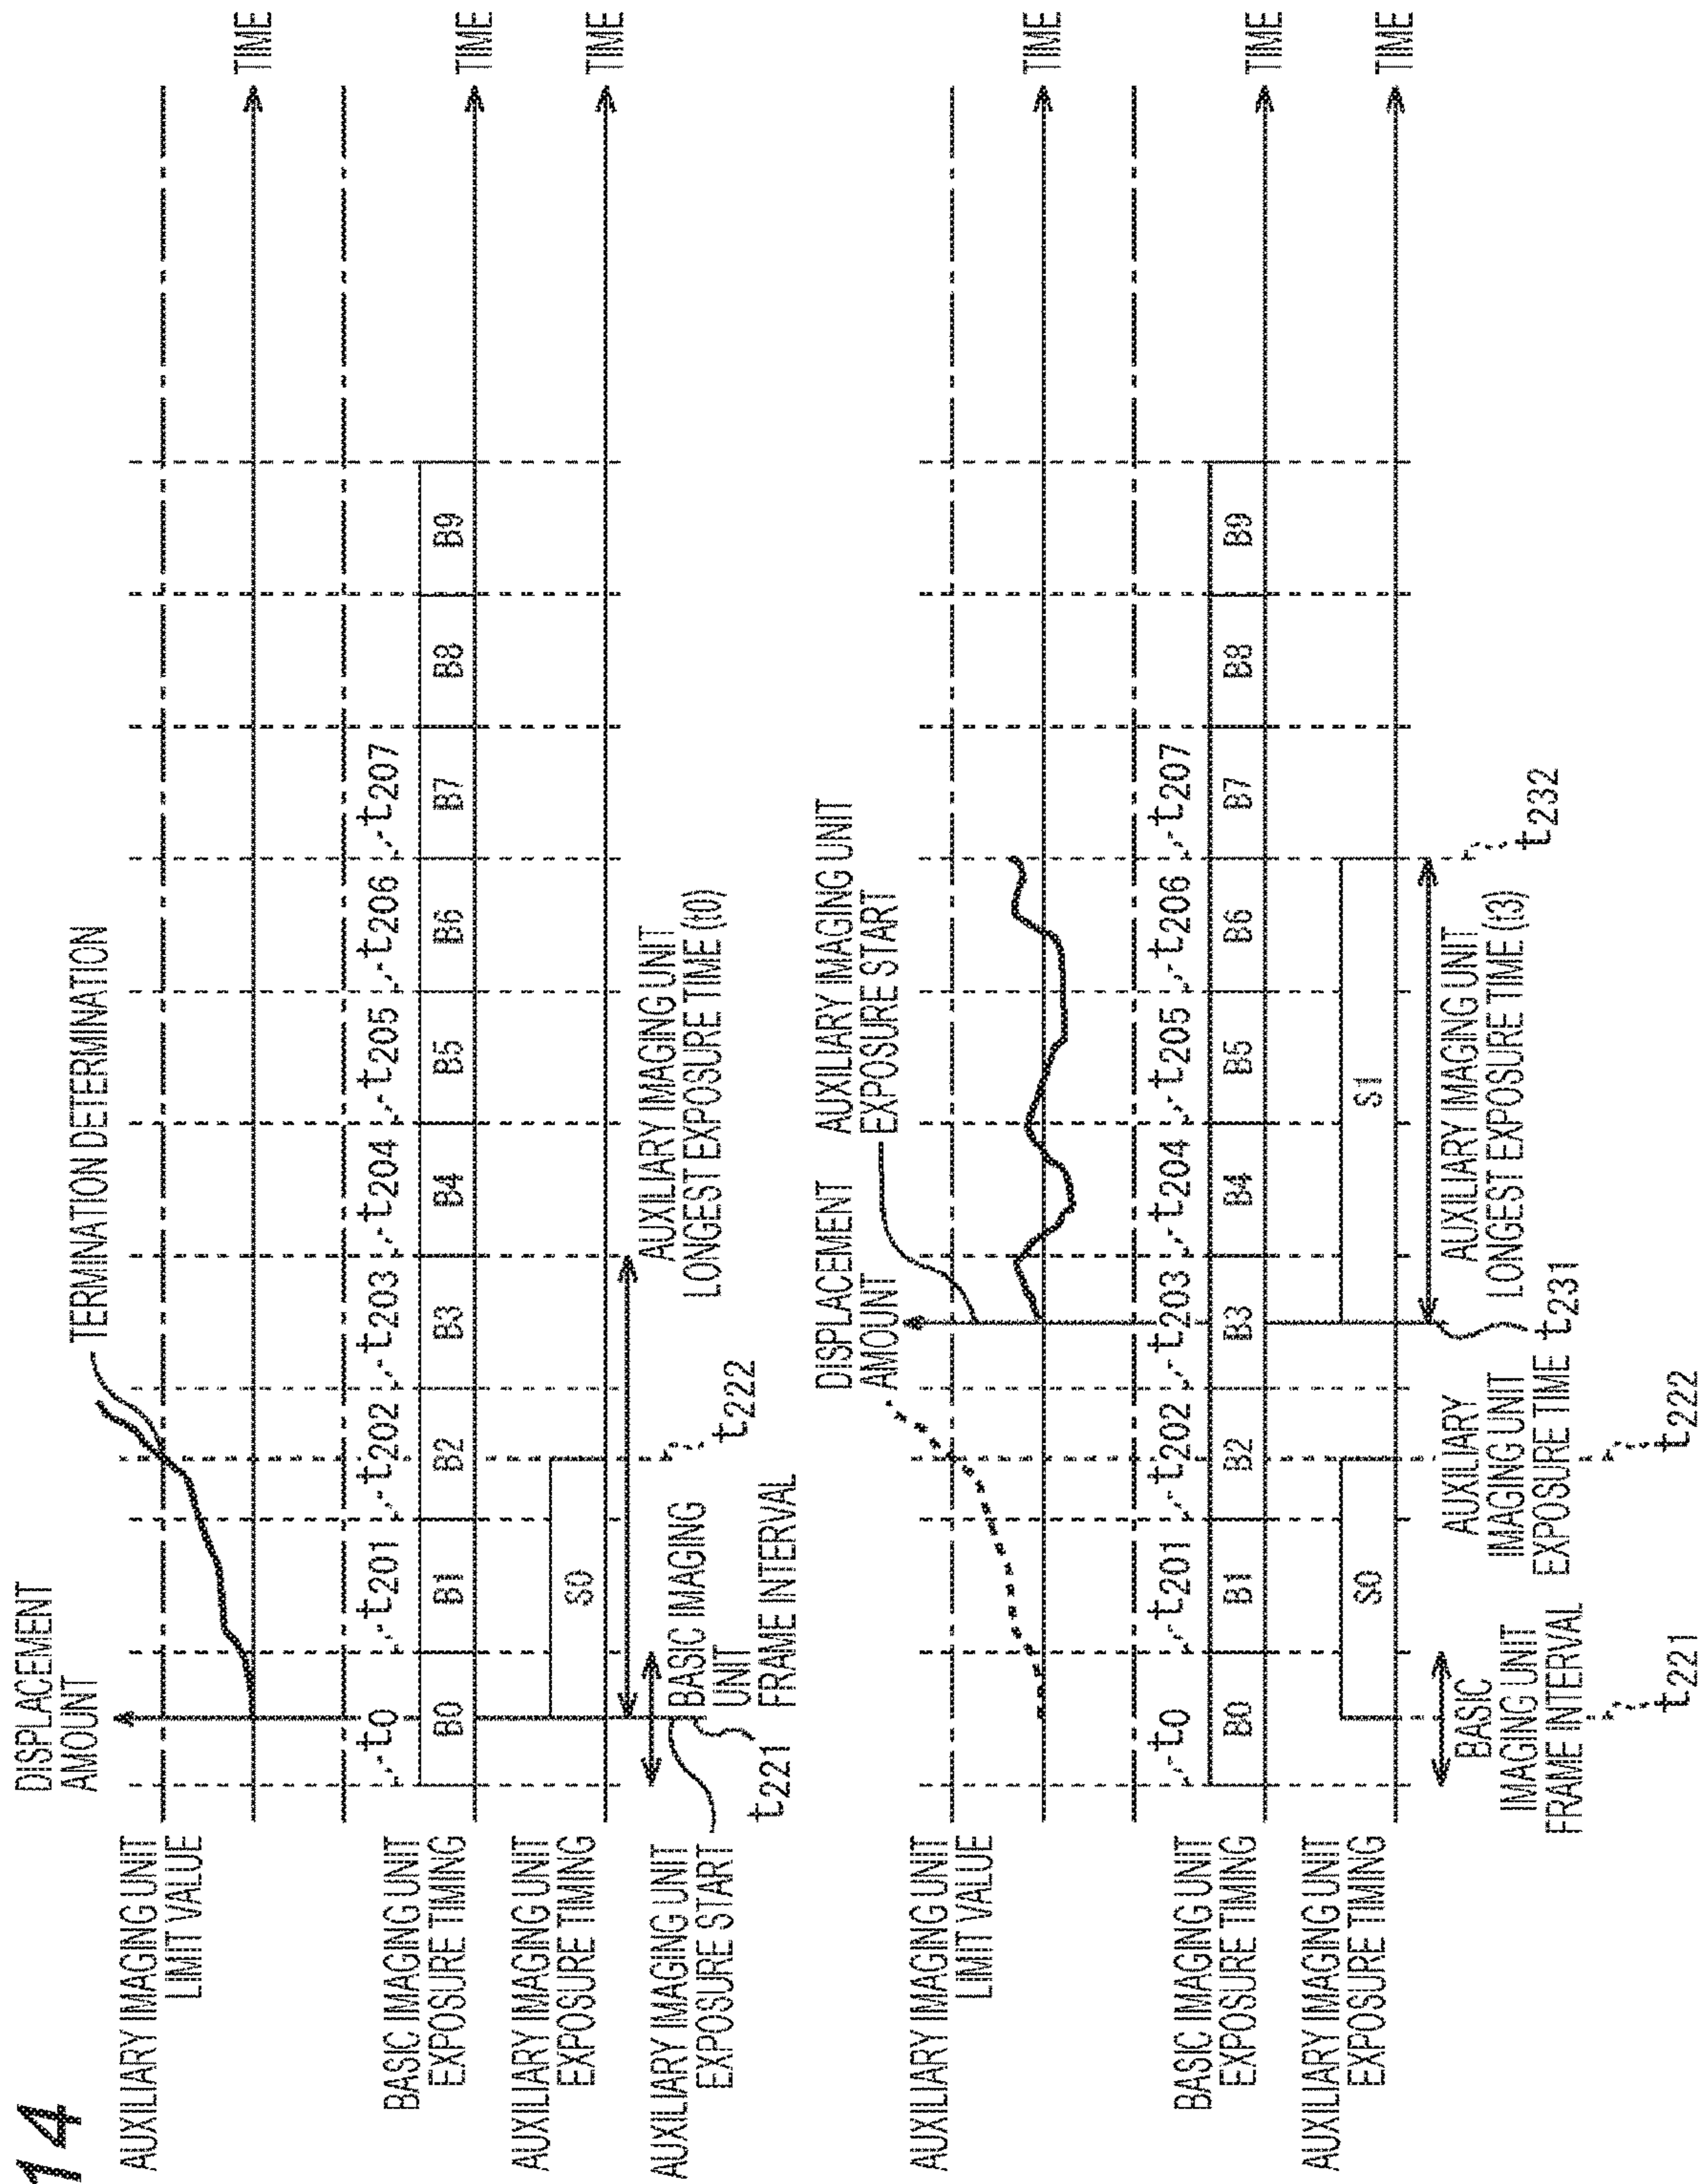 14
DISPLACEMENT
AMOUNT
TERMINATION DETERMINATION
AUXILIARY IMAGING UNIT
LIMIT VALUE
TIME
t0
t201
t202
t203
t204
t205
t206
t207
BASIC IMAGING UNIT
EXPOSURE TIMING
B0
B1
B2
B3
B4
B5
B6
B7
B8
B9
TIME
AUXILIARY IMAGING UNIT
EXPOSURE TIMING
S0
TIME
AUXILIARY IMAGING UNIT
EXPOSURE START
t221
BASIC IMAGING
UNIT
FRAME INTERVAL
t222
AUXILIARY IMAGING UNIT
LONGEST EXPOSURE TIME (t0)
DISPLACEMENT
AMOUNT
AUXILIARY IMAGING UNIT
EXPOSURE START
AUXILIARY IMAGING UNIT
LIMIT VALUE
TIME
t0
t201
t202
t203
t204
t205
t206
t207
BASIC IMAGING UNIT
EXPOSURE TIMING
B0
B1
B2
B3
B4
B5
B6
B7
B8
B9
TIME
AUXILIARY IMAGING UNIT
EXPOSURE TIMING
S0
S1
TIME
BASIC
IMAGING UNIT
FRAME INTERVAL
t221
AUXILIARY
IMAGING UNIT
EXPOSURE TIME
t222
t231
AUXILIARY IMAGING UNIT
LONGEST EXPOSURE TIME (t3)
t232